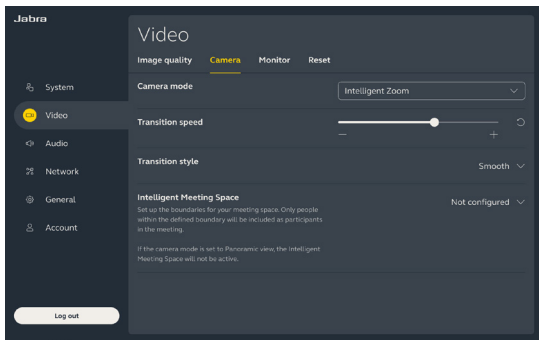 Jabra
Video
Image quality Camera Monitor Reset
System
Video
Audio
Network
General
Account
Log out
Camera mode
Intelligent Zoom
Transition speed
− +
Transition style
Smooth
Intelligent Meeting Space
Not configured
Set up the boundaries for your meeting space. Only people
within the defined boundary will be included as participants
in the meeting.
If the camera mode is set to Panoramic view, the Intelligent
Meeting Space will not be active.